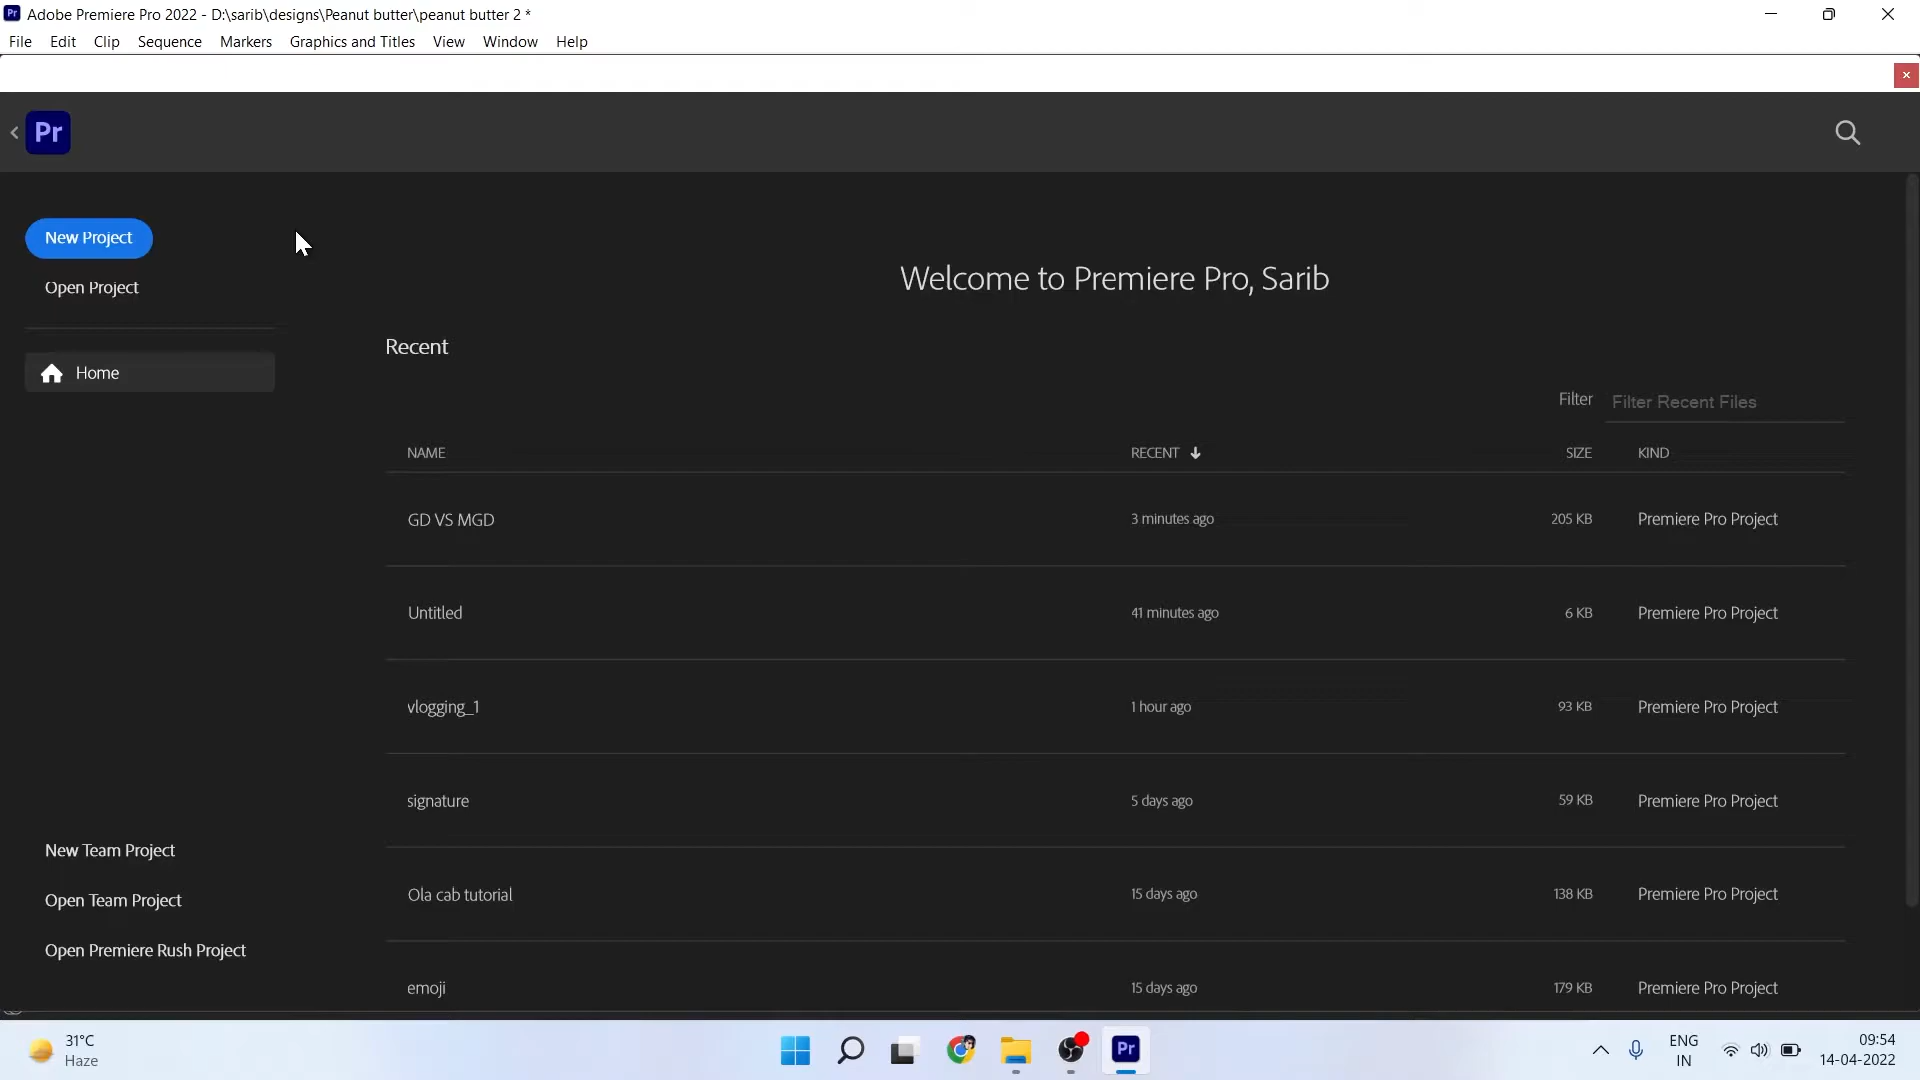 Pr Adobe Premiere Pro 2022 - D:\sarib\designs\Peanut butter\peanut butter 2 *
File Edit Clip Sequence Markers Graphics and Titles View Window Help
Pr
New Project
Open Project
Home
New Team Project
Open Team Project
Open Premiere Rush Project
Welcome to Premiere Pro, Sarib
Recent
Filter Filter Recent Files
NAME RECENT SIZE KIND
GD VS MGD 3 minutes ago 205 KB Premiere Pro Project
Untitled 41 minutes ago 6 KB Premiere Pro Project
vlogging_1 1 hour ago 93 KB Premiere Pro Project
signature 5 days ago 59 KB Premiere Pro Project
Ola cab tutorial 15 days ago 138 KB Premiere Pro Project
emoji 15 days ago 179 KB Premiere Pro Project
31°C
Haze
Pr
ENG
IN
09:54
14-04-2022